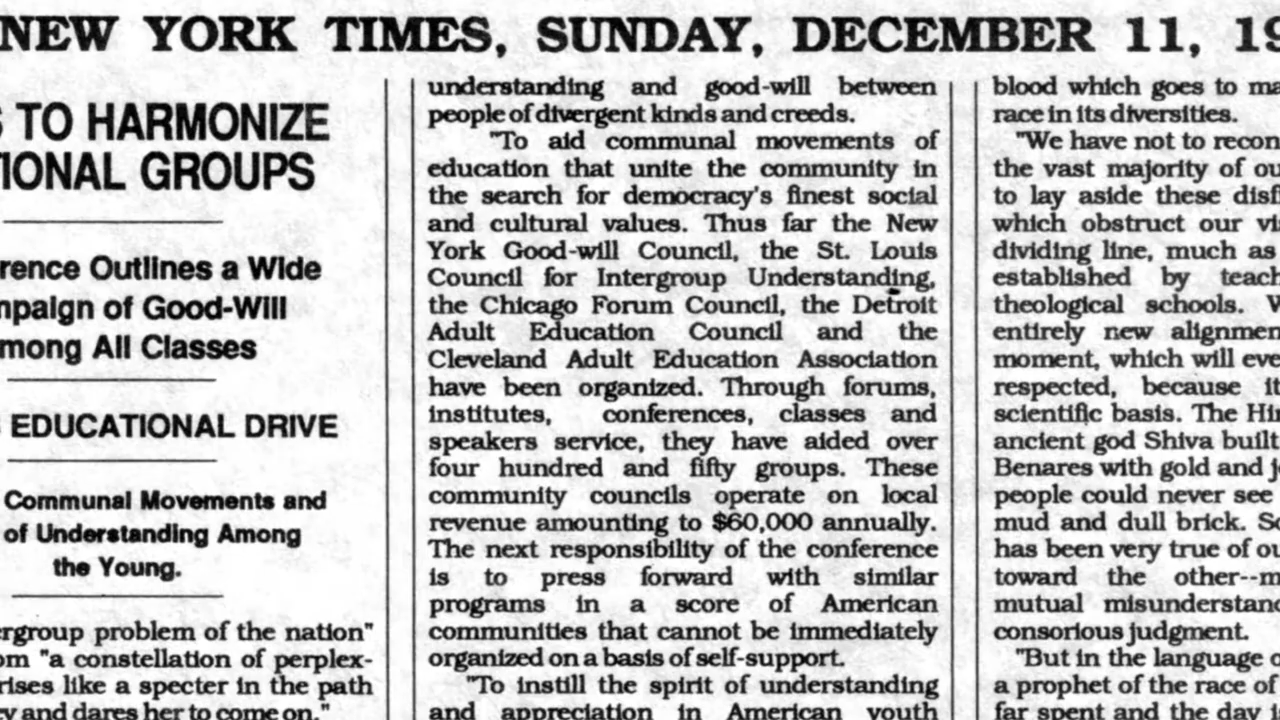 NEW YORK TIMES, SUNDAY, DECEMBER 11, 19
TO HARMONIZE
TIONAL GROUPS
rence Outlines a Wide
mpaign of Good-Will
mong All Classes
EDUCATIONAL DRIVE
Communal Movements and
of Understanding Among
the Young.
ergroup problem of the nation"
om "a constellation of perplex-
rises like a specter in the path
y and dares her to come on."
understanding and good-will between
people of divergent kinds and creeds.
"To aid communal movements of
education that unite the community in
the search for democracy's finest social
and cultural values. Thus far the New
York Good-will Council, the St. Louis
Council for Intergroup Understanding,
the Chicago Forum Council, the Detroit
Adult Education Council and the
Cleveland Adult Education Association
have been organized. Through forums,
institutes, conferences, classes and
speakers service, they have aided over
four hundred and fifty groups. These
community councils operate on local
revenue amounting to $60,000 annually.
The next responsibility of the conference
is to press forward with similar
programs in a score of American
communities that cannot be immediately
organized on a basis of self-support.
"To instill the spirit of understanding
and appreciation in American youth
blood which goes to ma
race in its diversities.
"We have not to recon
the vast majority of ou
to lay aside these disf
which obstruct our vi
dividing line, much as
established by teach
theological schools. W
entirely new alignmen
moment, which will eve
respected, because it
scientific basis. The Hi
ancient god Shiva built
Benares with gold and j
people could never see
mud and dull brick. So
has been very true of ou
toward the other--m
mutual misunderstand
consorious judgment.
"But in the language o
a prophet of the race of
far spent and the day i